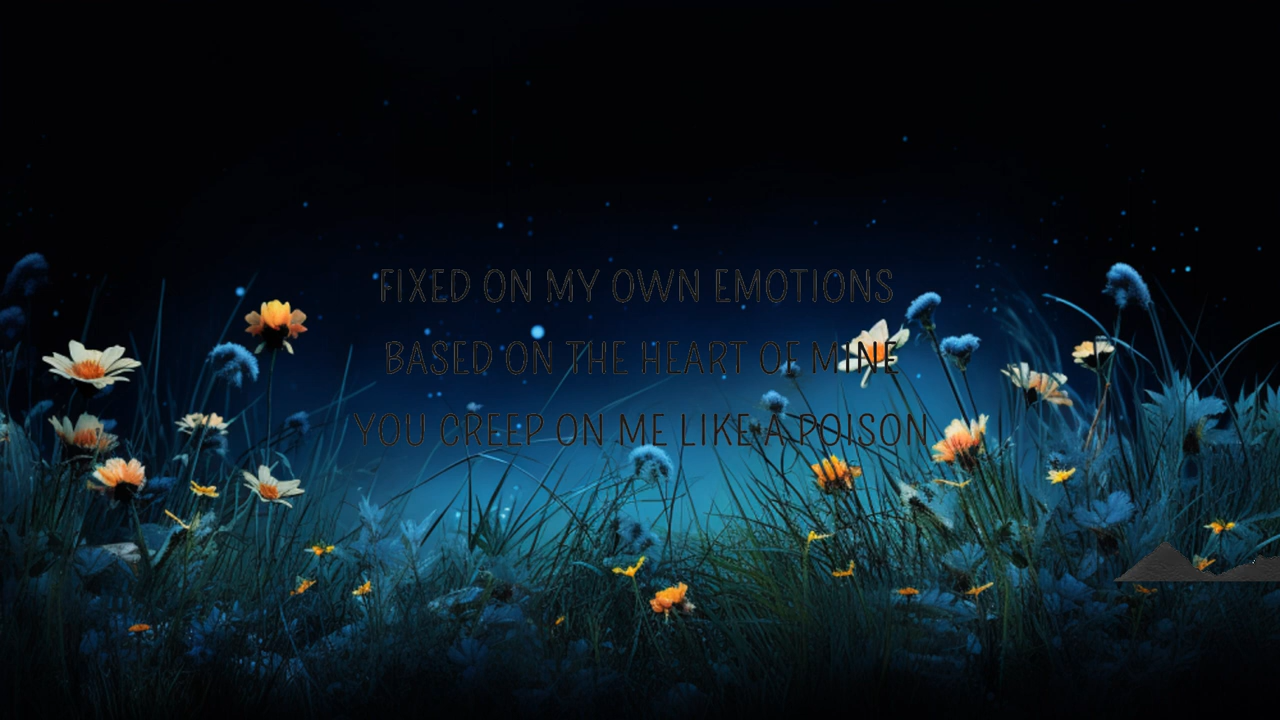 FIXED ON MY OWN EMOTIONS
BASED ON THE HEART OF MINE
YOU CREEP ON ME LIKE A POISON